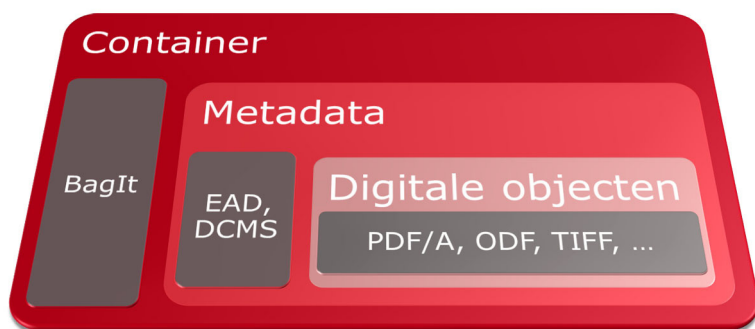 Container
Metadata
BagIt
EAD,
DCMS
Digitale objecten
PDF/A, ODF, TIFF, ...